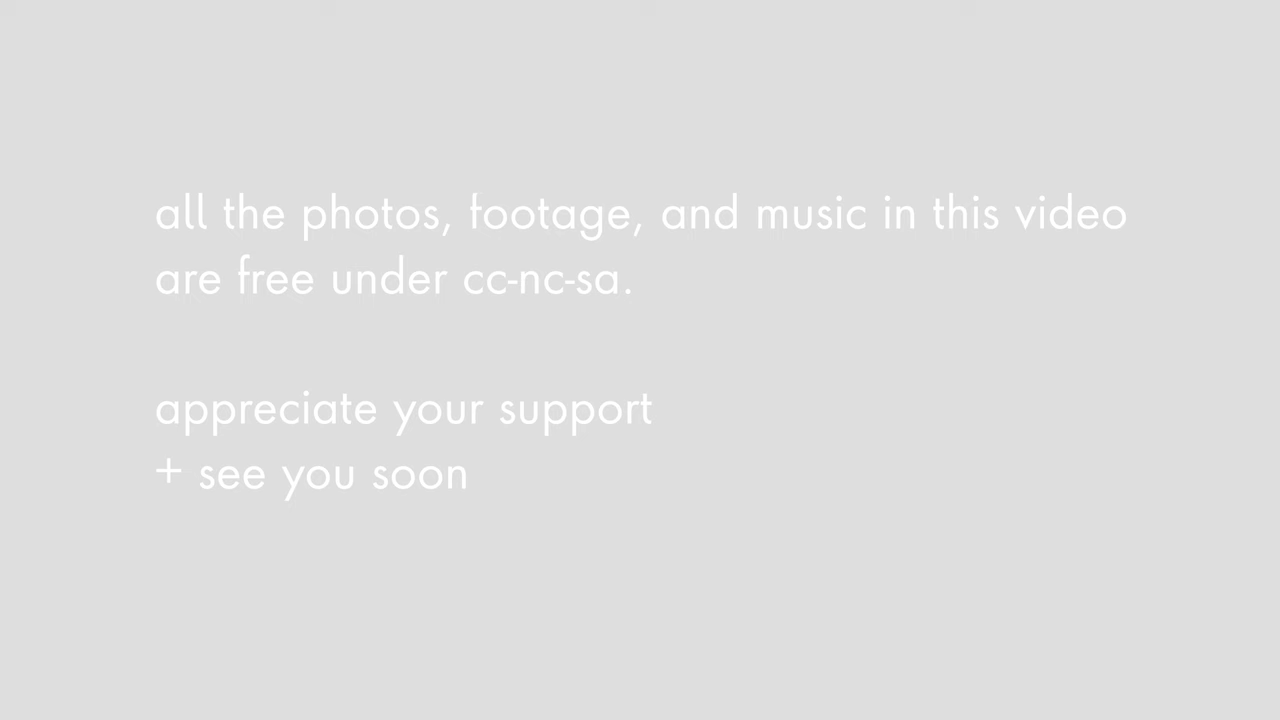 all the photos, footage, and music in this video
are free under cc-nc-sa.
appreciate your support
+ see you soon